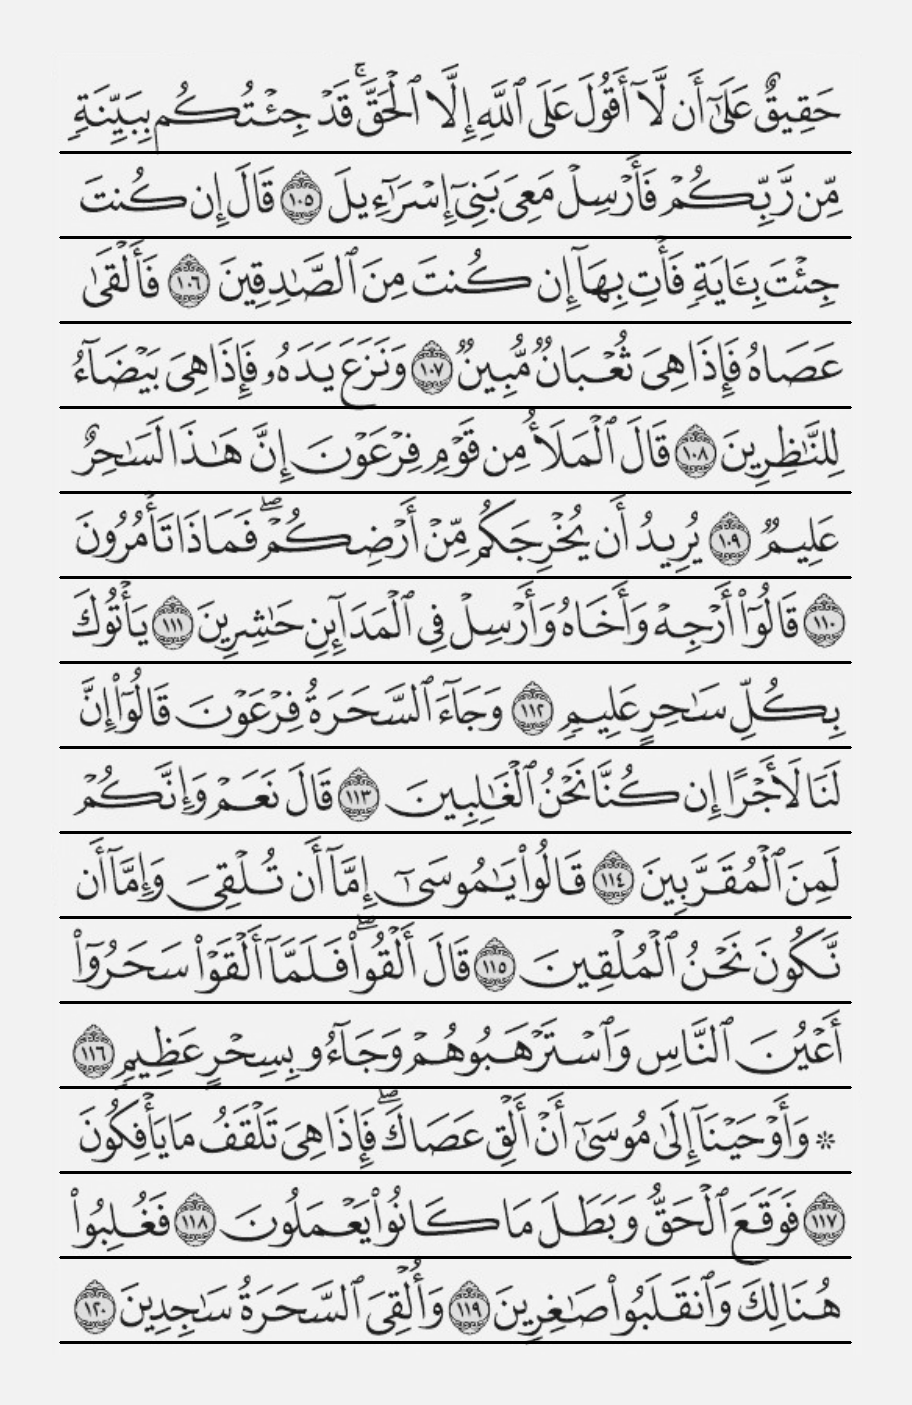 حَقِيقٌ عَلَىٰٓ أَن لَّآ أَقُولَ عَلَى ٱللَّهِ إِلَّا ٱلْحَقَّۚ قَدْ جِئْتُكُم بِبَيِّنَةٍ
مِّن رَّبِّكُمْ فَأَرْسِلْ مَعِىَ بَنِىٓ إِسْرَٰٓءِيلَ ١٠٥ قَالَ إِن كُنتَ
جِئْتَ بِـَٔايَةٍ فَأْتِ بِهَآ إِن كُنتَ مِنَ ٱلصَّٰدِقِينَ ١٠٦ فَأَلْقَىٰ
عَصَاهُ فَإِذَا هِىَ ثُعْبَانٌ مُّبِينٌ ١٠٧ وَنَزَعَ يَدَهُۥ فَإِذَا هِىَ بَيْضَآءُ
لِلنَّٰظِرِينَ ١٠٨ قَالَ ٱلْمَلَأُ مِن قَوْمِ فِرْعَوْنَ إِنَّ هَٰذَا لَسَٰحِرٌ
عَلِيمٌ ١٠٩ يُرِيدُ أَن يُخْرِجَكُم مِّنْ أَرْضِكُمْۖ فَمَاذَا تَأْمُرُونَ
١١٠ قَالُوٓا۟ أَرْجِهْ وَأَخَاهُ وَأَرْسِلْ فِى ٱلْمَدَآئِنِ حَٰشِرِينَ ١١١ يَأْتُوكَ
بِكُلِّ سَٰحِرٍ عَلِيمٍ ١١٢ وَجَآءَ ٱلسَّحَرَةُ فِرْعَوْنَ قَالُوٓا۟ إِنَّ
لَنَا لَأَجْرًا إِن كُنَّا نَحْنُ ٱلْغَٰلِبِينَ ١١٣ قَالَ نَعَمْ وَإِنَّكُمْ
لَمِنَ ٱلْمُقَرَّبِينَ ١١٤ قَالُوا۟ يَٰمُوسَىٰٓ إِمَّآ أَن تُلْقِىَ وَإِمَّآ أَن
نَّكُونَ نَحْنُ ٱلْمُلْقِينَ ١١٥ قَالَ أَلْقُوا۟ۖ فَلَمَّآ أَلْقَوْا۟ سَحَرُوٓا۟
أَعْيُنَ ٱلنَّاسِ وَٱسْتَرْهَبُوهُمْ وَجَآءُو بِسِحْرٍ عَظِيمٍ ١١٦
۞ وَأَوْحَيْنَآ إِلَىٰ مُوسَىٰٓ أَنْ أَلْقِ عَصَاكَۖ فَإِذَا هِىَ تَلْقَفُ مَا يَأْفِكُونَ
١١٧ فَوَقَعَ ٱلْحَقُّ وَبَطَلَ مَا كَانُوا۟ يَعْمَلُونَ ١١٨ فَغُلِبُوا۟
هُنَالِكَ وَٱنقَلَبُوا۟ صَٰغِرِينَ ١١٩ وَأُلْقِىَ ٱلسَّحَرَةُ سَٰجِدِينَ ١٢٠